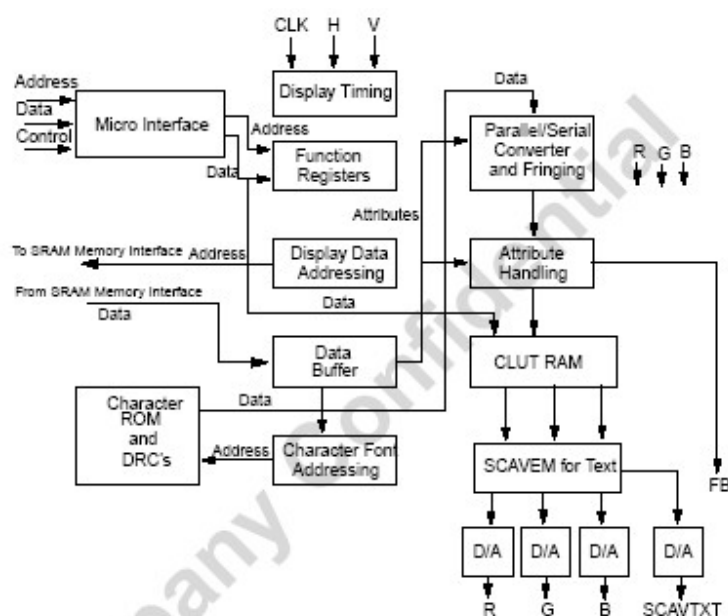 CLK H V
Display Timing
Address
Data
Control
Micro Interface
Address
Data
Function
Registers
Data
Parallel/Serial
Converter
and Fringing
R G B
Attributes
To SRAM Memory Interface
Address
Display Data
Addressing
Attribute
Handling
From SRAM Memory Interface
Data
Data
Data
Buffer
CLUT RAM
Character
ROM
and
DRC's
Data
Address
Character Font
Addressing
SCAVEM for Text
FB
D/A D/A D/A D/A
R G B SCAVTXT
pany Confidential